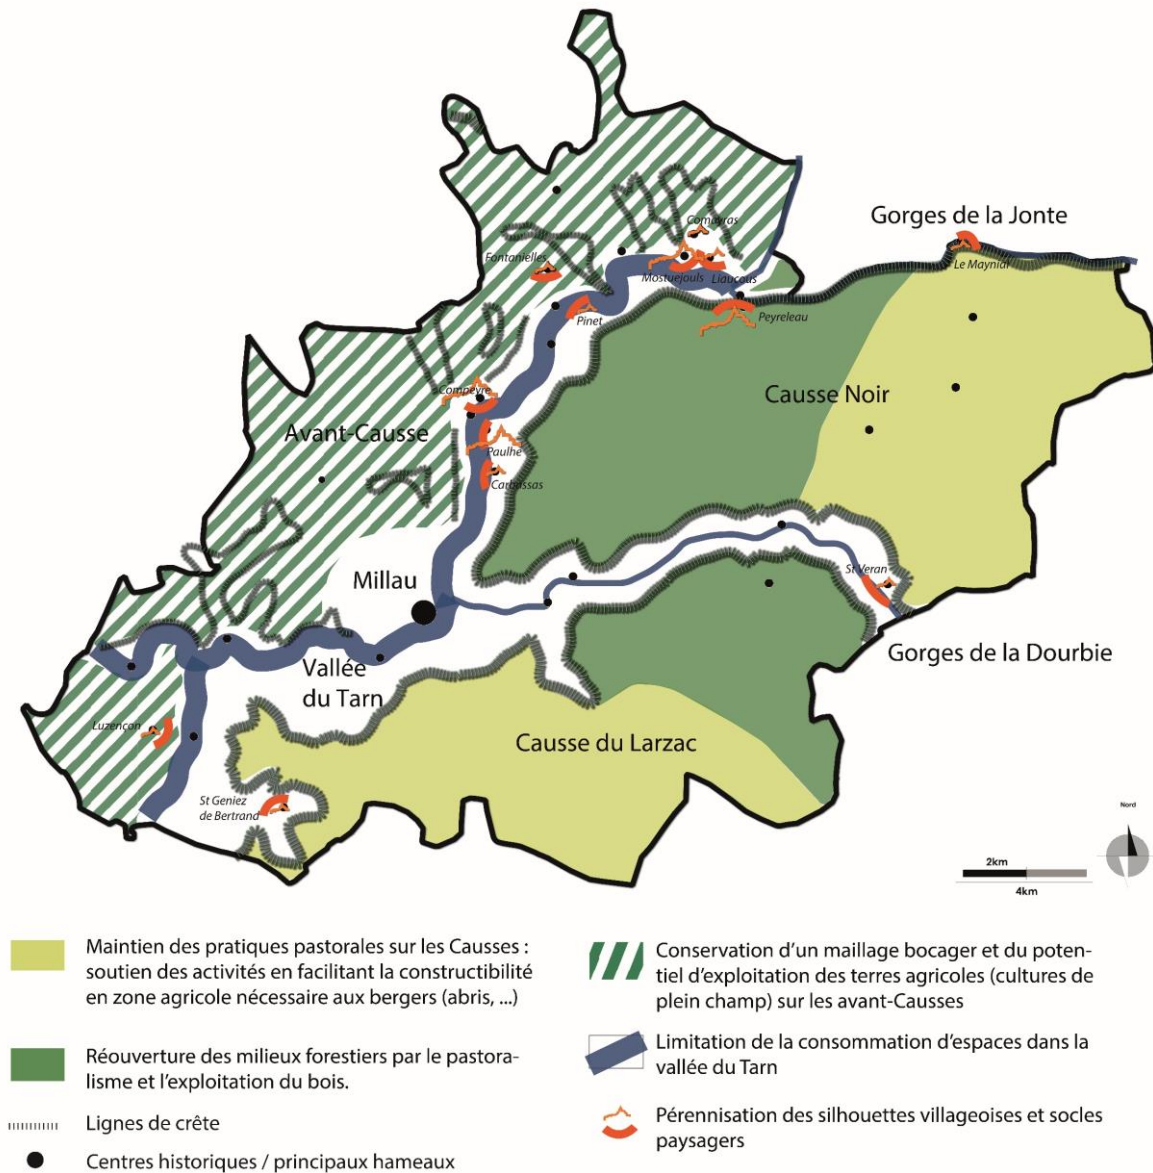 Gorges de la Jonte
Comeyras
Le Maynial
Fontanielles
Mostuejouls
Liaucous
Pinet
Peyreleau
Compeyre
Causse Noir
Avant-Causse
Paulhe
Carbassas
Millau
St Veran
Gorges de la Dourbie
Vallée
du Tarn
Luzençon
Causse du Larzac
St Geniez
de Bertrand
Nord
2km
4km
Maintien des pratiques pastorales sur les Causses :
soutien des activités en facilitant la constructibilité
en zone agricole nécessaire aux bergers (abris, ...)
Réouverture des milieux forestiers par le pastora-
lisme et l'exploitation du bois.
Lignes de crête
Centres historiques / principaux hameaux
Conservation d'un maillage bocager et du poten-
tiel d'exploitation des terres agricoles (cultures de
plein champ) sur les avant-Causses
Limitation de la consommation d'espaces dans la
vallée du Tarn
Pérennisation des silhouettes villageoises et socles
paysagers